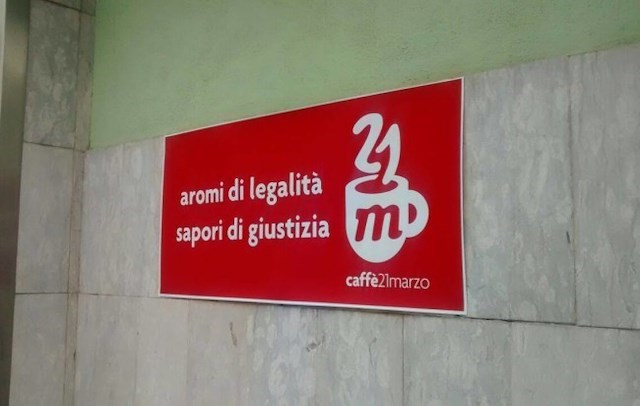 aromi di legalità
sapori di giustizia
21
m
caffè21marzo